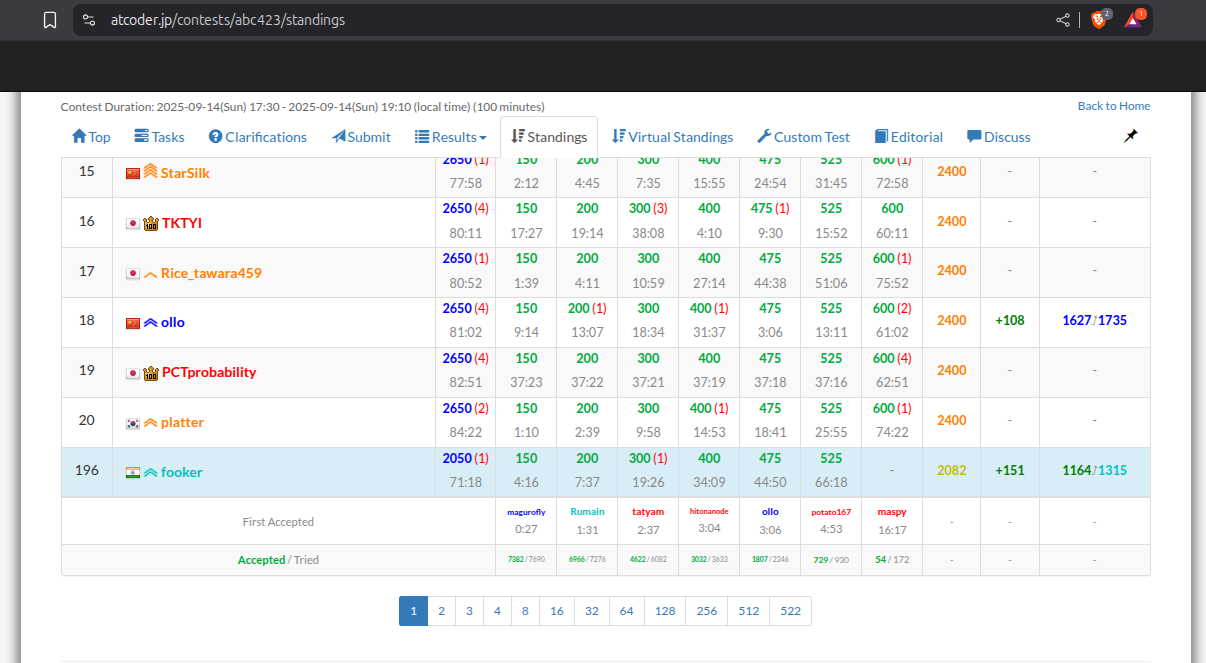 atcoder.jp/contests/abc423/standings
2
1
Contest Duration: 2025-09-14(Sun) 17:30 - 2025-09-14(Sun) 19:10 (local time) (100 minutes)
Back to Home
Top Tasks Clarifications Submit Results Standings Virtual Standings Custom Test Editorial Discuss
2650 (1) 150 200 300 400 475 525 600 (1)
15 StarSilk 2400 - -
77:58 2:12 4:45 7:35 15:55 24:54 31:45 72:58
2650 (4) 150 200 300 (3) 400 475 (1) 525 600
16 TKTYI 2400 - -
80:11 17:27 19:14 38:08 4:10 9:30 15:52 60:11
2650 (1) 150 200 300 400 475 525 600 (1)
17 Rice_tawara459 2400 - -
80:52 1:39 4:11 10:59 27:14 44:38 51:06 75:52
2650 (4) 150 200 (1) 300 400 (1) 475 525 600 (2)
18 ollo 2400 +108 1627⤴1735
81:02 9:14 13:07 18:34 31:37 3:06 13:11 61:02
2650 (4) 150 200 300 400 475 525 600 (4)
19 PCTprobability 2400 - -
82:51 37:23 37:22 37:21 37:19 37:18 37:16 62:51
2650 (2) 150 200 300 400 (1) 475 525 600 (1)
20 platter 2400 - -
84:22 1:10 2:39 9:58 14:53 18:41 25:55 74:22
2050 (1) 150 200 300 (1) 400 475 525
196 fooker - 2082 +151 1164⤴1315
71:18 4:16 7:37 19:26 34:09 44:50 66:18
magurofly Rumain tatyam hitonanode ollo potato167 maspy
First Accepted - - -
0:27 1:31 2:37 3:04 3:06 4:53 16:17
Accepted / Tried 7382 / 7690 6966 / 7276 4622 / 6082 3032 / 3633 1807 / 2246 729 / 930 54 / 172 - - -
1 2 3 4 8 16 32 64 128 256 512 522